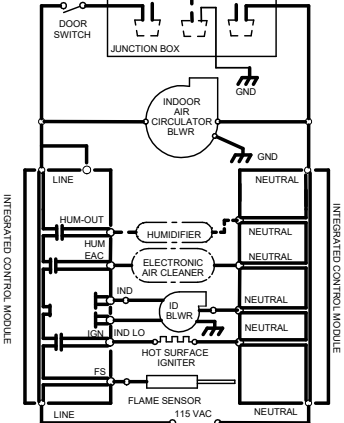 DOOR
SWITCH
JUNCTION BOX
GND
INDOOR
AIR
CIRCULATOR
BLWR
GND
LINE
NEUTRAL
INTEGRATED CONTROL MODULE
INTEGRATED CONTROL MODULE
HUM-OUT
HUMIDIFIER
NEUTRAL
HUM
EAC
ELECTRONIC
AIR CLEANER
NEUTRAL
IND
ID
BLWR
NEUTRAL
IGN
IND LO
NEUTRAL
HOT SURFACE
IGNITER
FS
FLAME SENSOR
LINE
115 VAC
NEUTRAL